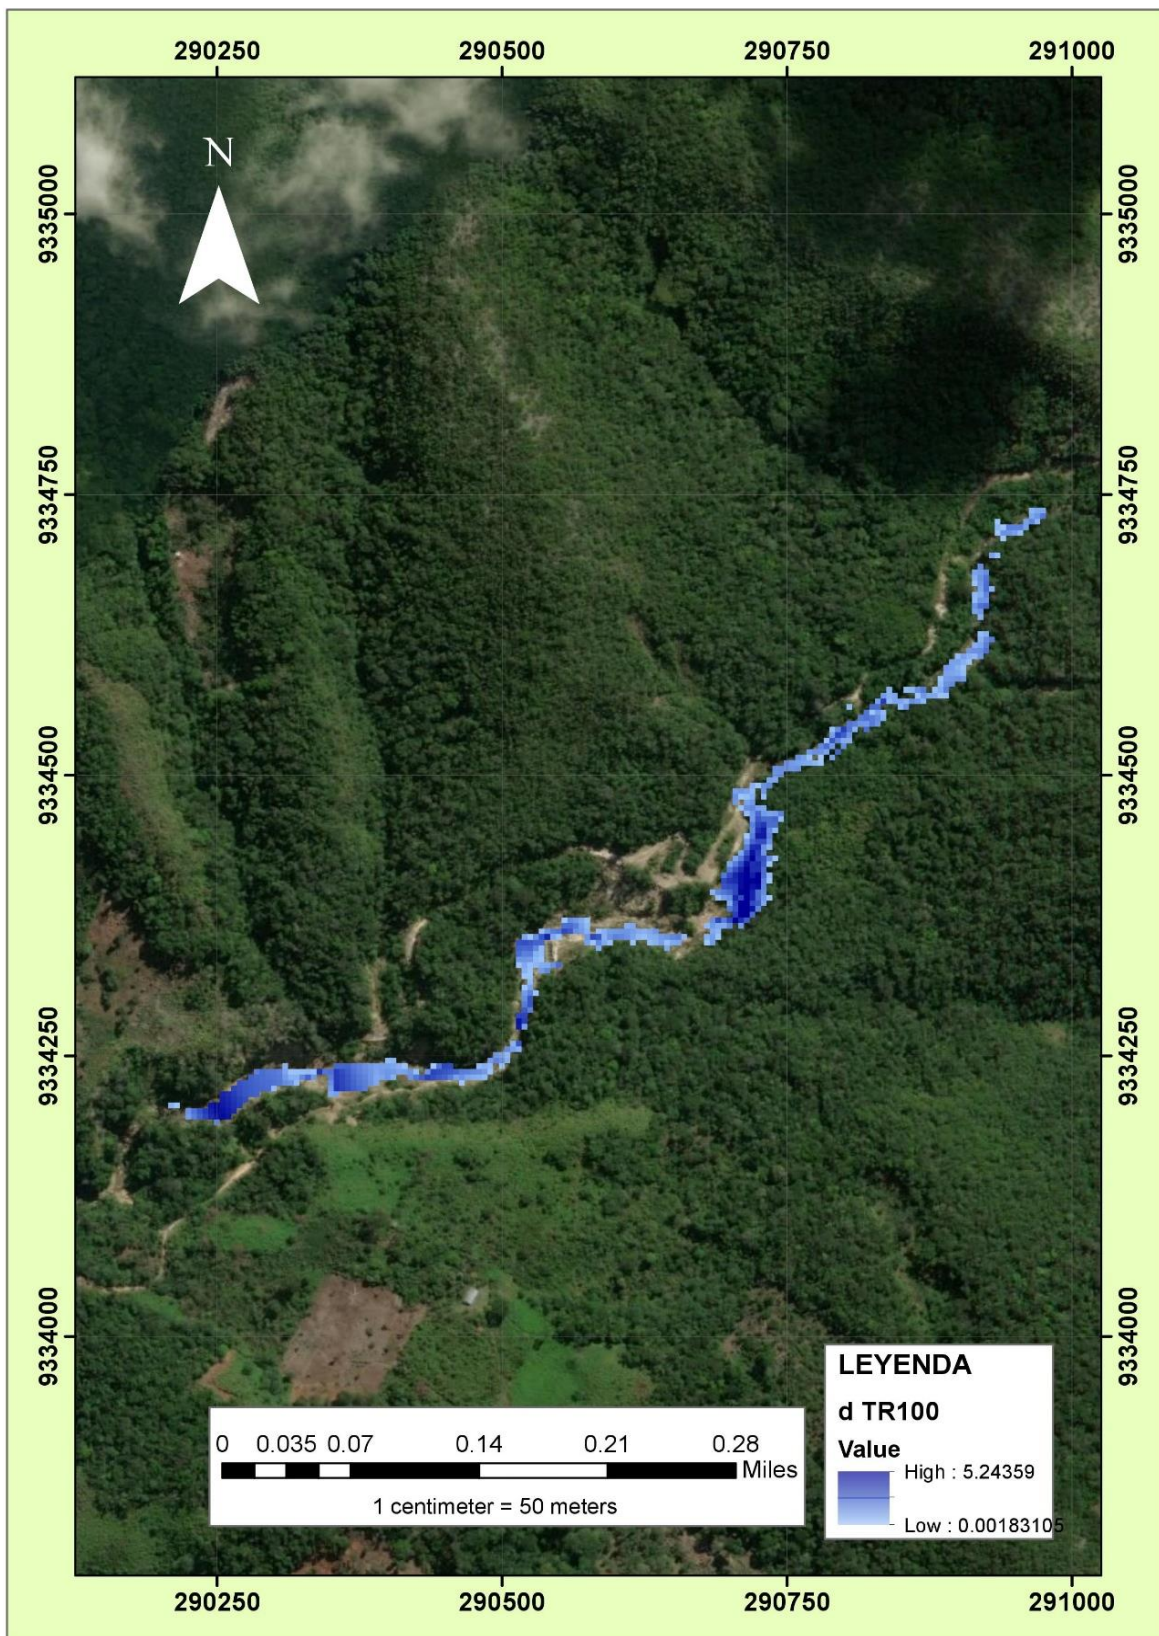 290250 290500 290750 291000
N
9335000 9335000
9334750 9334750
9334500 9334500
9334250 9334250
9334000 9334000
LEYENDA
d TR100
Value
High : 5.24359
Low : 0.00183105
0 0.035 0.07 0.14 0.21 0.28
Miles
1 centimeter = 50 meters
290250 290500 290750 291000